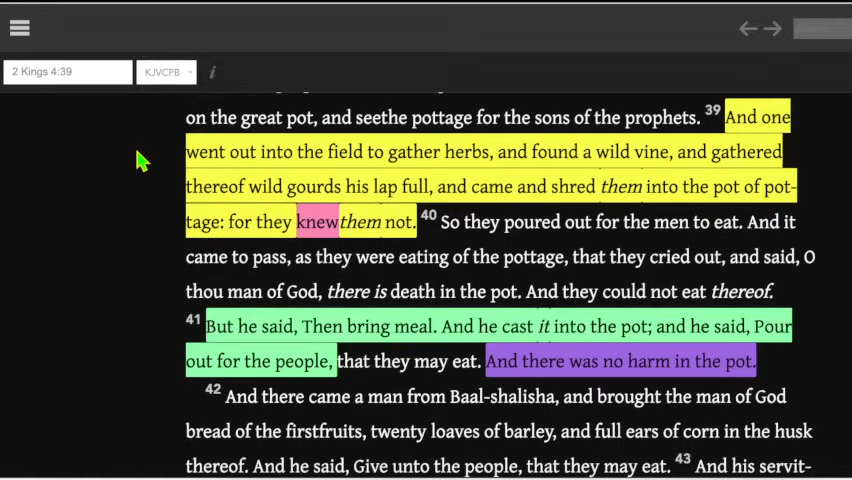 2 Kings 4:39
KJVCPB
i
on the great pot, and seethe pottage for the sons of the prophets. 39 And one
went out into the field to gather herbs, and found a wild vine, and gathered
thereof wild gourds his lap full, and came and shred them into the pot of pot-
tage: for they knew them not. 40 So they poured out for the men to eat. And it
came to pass, as they were eating of the pottage, that they cried out, and said, O
thou man of God, there is death in the pot. And they could not eat thereof.
41 But he said, Then bring meal. And he cast it into the pot; and he said, Pour
out for the people, that they may eat. And there was no harm in the pot.
42 And there came a man from Baal-shalisha, and brought the man of God
bread of the firstfruits, twenty loaves of barley, and full ears of corn in the husk
thereof. And he said, Give unto the people, that they may eat. 43 And his servit-